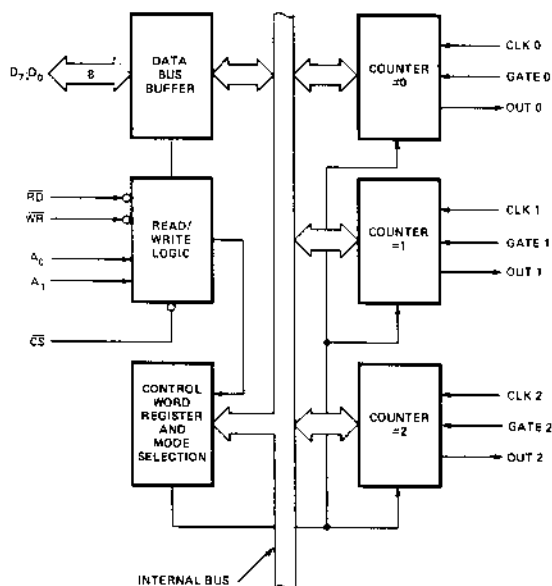 DATA
BUS
BUFFER
D7-D0
8
RD
WR
A0
A1
CS
READ/
WRITE
LOGIC
CONTROL
WORD
REGISTER
AND
MODE
SELECTION
INTERNAL BUS
COUNTER
=0
CLK 0
GATE 0
OUT 0
COUNTER
=1
CLK 1
GATE 1
OUT 1
COUNTER
=2
CLK 2
GATE 2
OUT 2